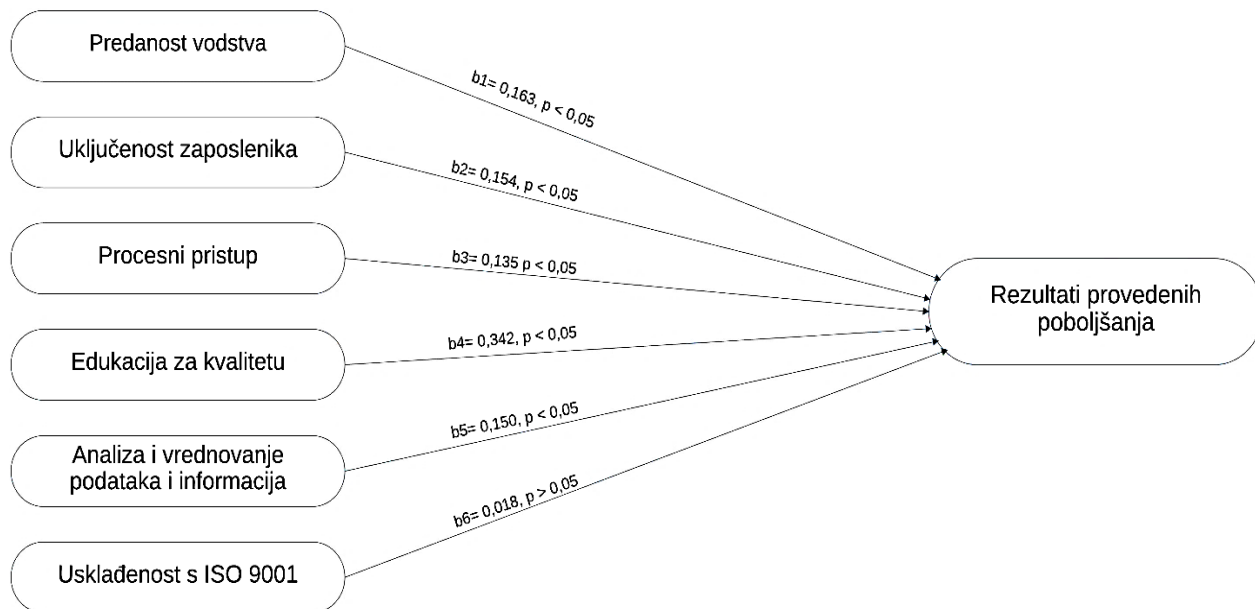 Predanost vodstva
b1= 0,163, p < 0,05
Uključenost zaposlenika
b2= 0,154, p < 0,05
Procesni pristup
b3= 0,135 p < 0,05
Rezultati provedenih
poboljšanja
Edukacija za kvalitetu
b4= 0,342, p < 0,05
Analiza i vrednovanje
podataka i informacija
b5= 0,150, p < 0,05
Usklađenost s ISO 9001
b6= 0,018, p > 0,05